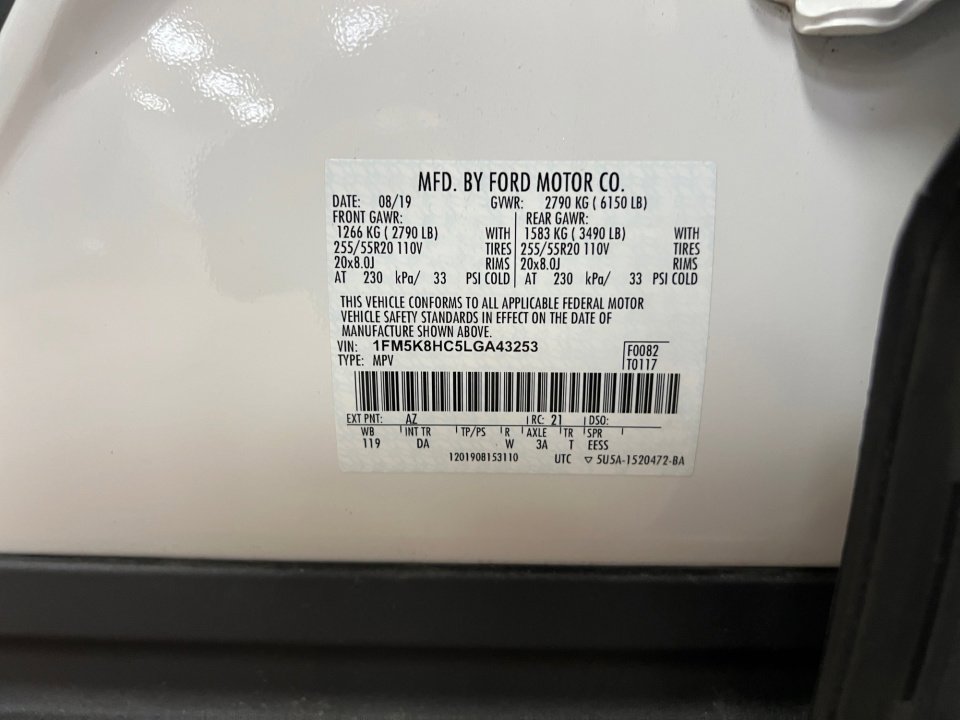 MFD. BY FORD MOTOR CO.
DATE: 08/19 GVWR: 2790 KG ( 6150 LB)
FRONT GAWR: REAR GAWR:
1266 KG ( 2790 LB) WITH 1583 KG ( 3490 LB) WITH
255/55R20 110V TIRES 255/55R20 110V TIRES
20x8.0J RIMS 20x8.0J RIMS
AT 230 kPa/ 33 PSI COLD AT 230 kPa/ 33 PSI COLD
THIS VEHICLE CONFORMS TO ALL APPLICABLE FEDERAL MOTOR
VEHICLE SAFETY STANDARDS IN EFFECT ON THE DATE OF
MANUFACTURE SHOWN ABOVE.
VIN: 1FM5K8HC5LGA43253 F0082
TYPE: MPV T0117
EXT PNT: AZ RC: 21 DSO:
WB INT TR TP/PS R AXLE TR SPR
119 DA W 3A T EESS
1201908153110 UTC ▽ 5U5A-1520472-BA